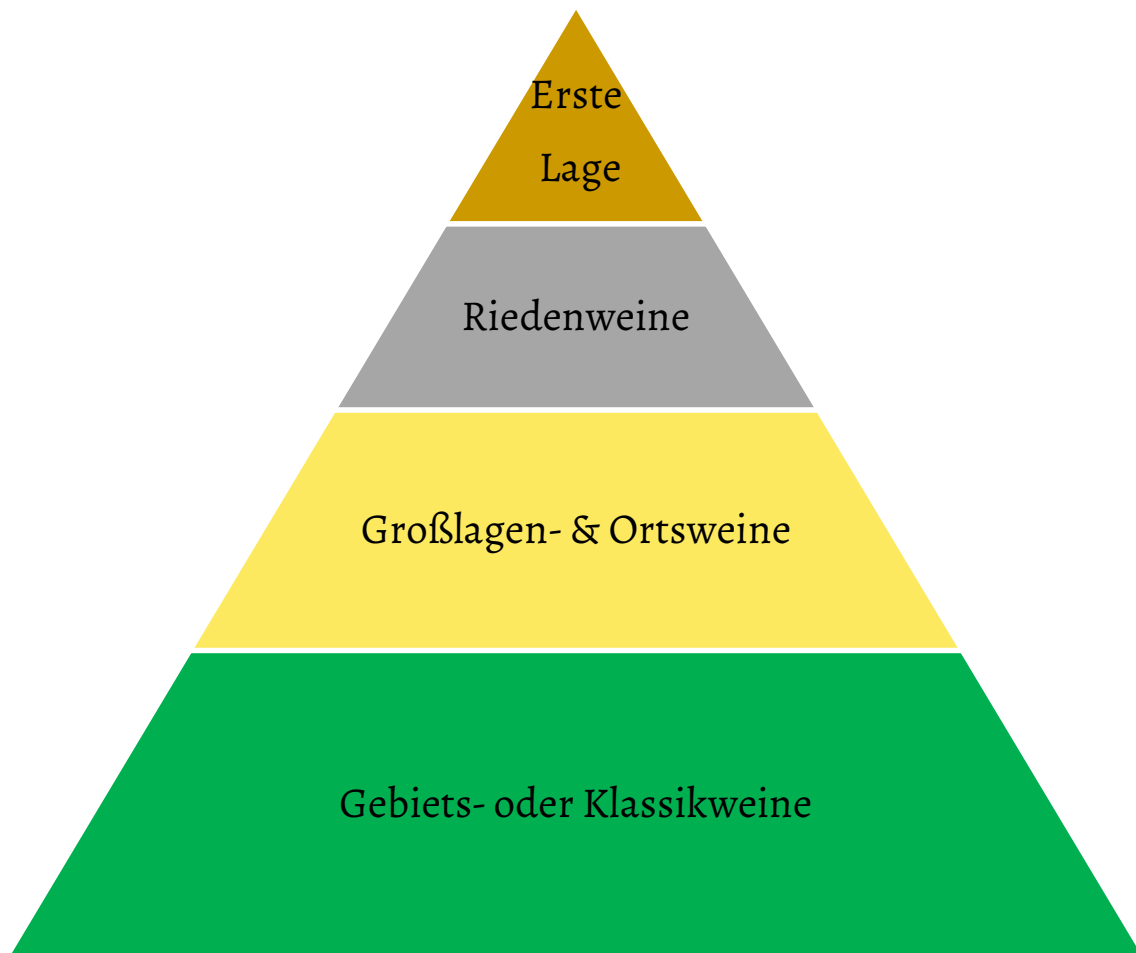 Erste
Lage
Riedenweine
Großlagen- & Ortsweine
Gebiets- oder Klassikweine